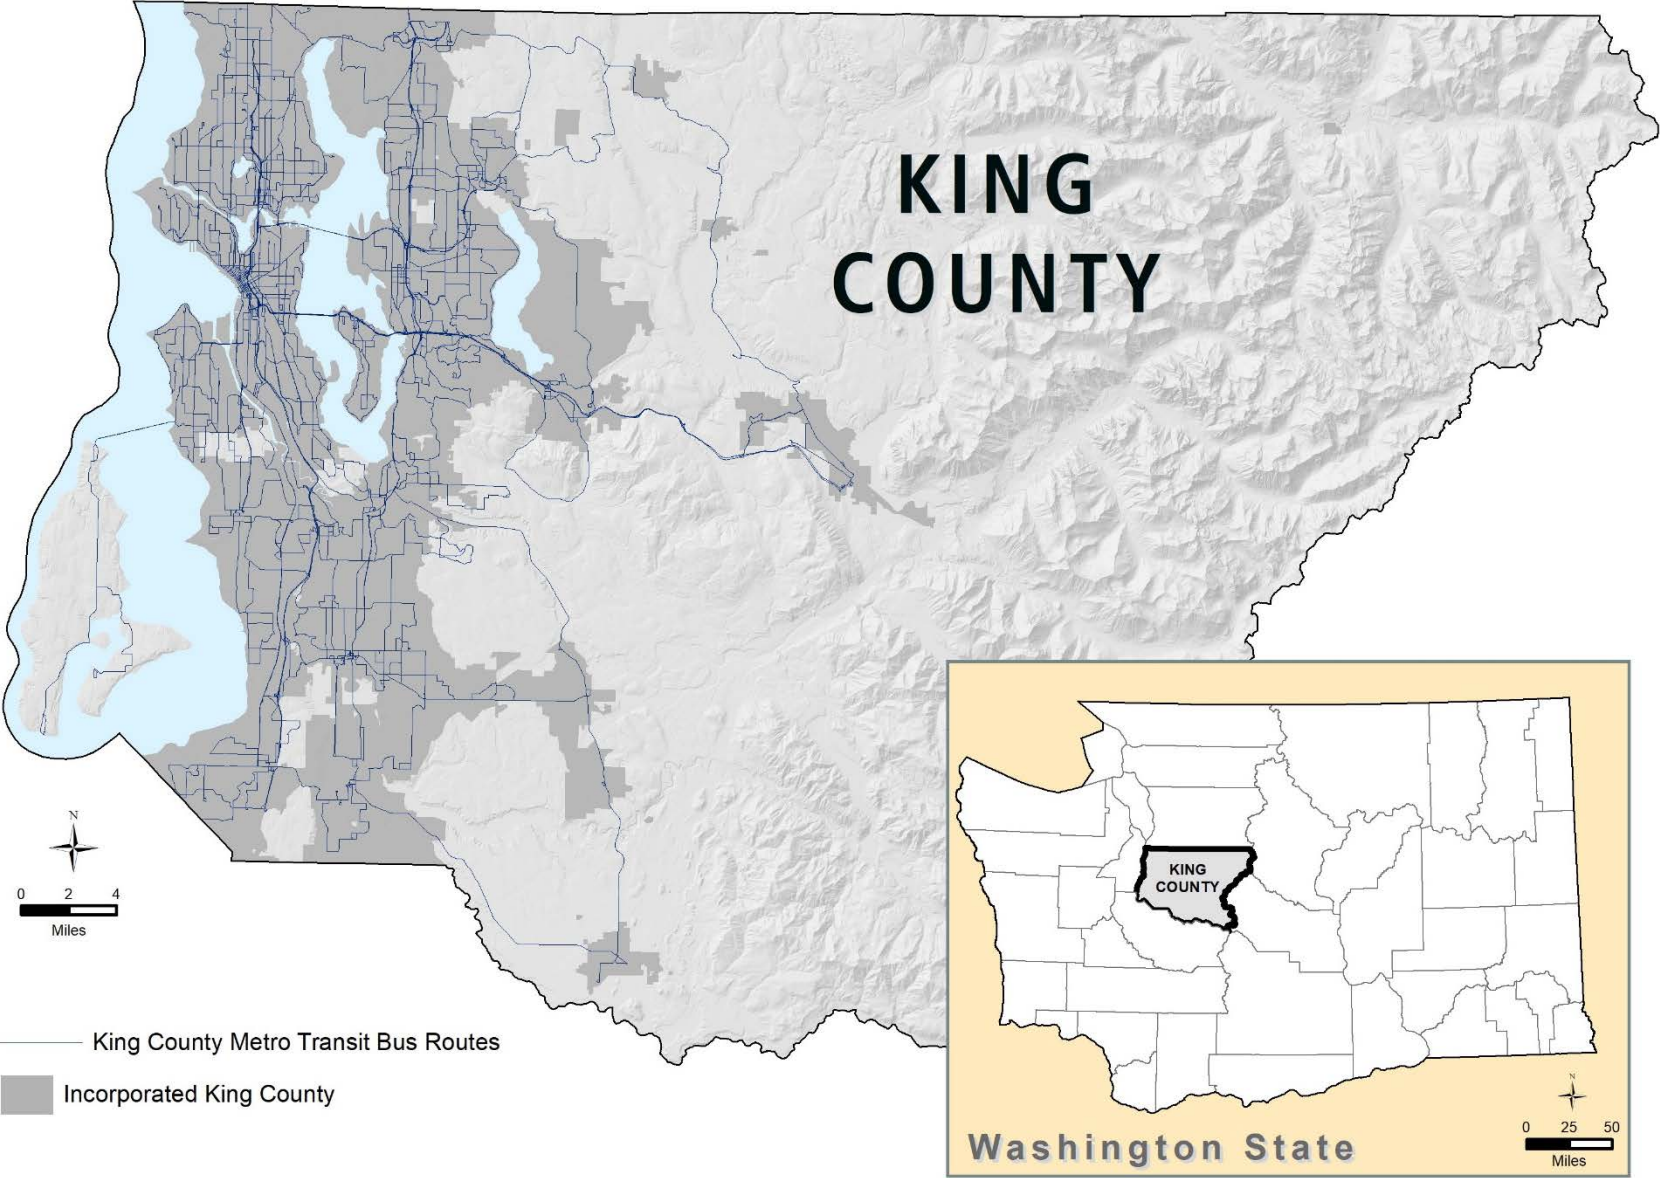 KING
COUNTY
N
0 2 4
Miles
King County Metro Transit Bus Routes
Incorporated King County
KING
COUNTY
N
0 25 50
Miles
Washington State